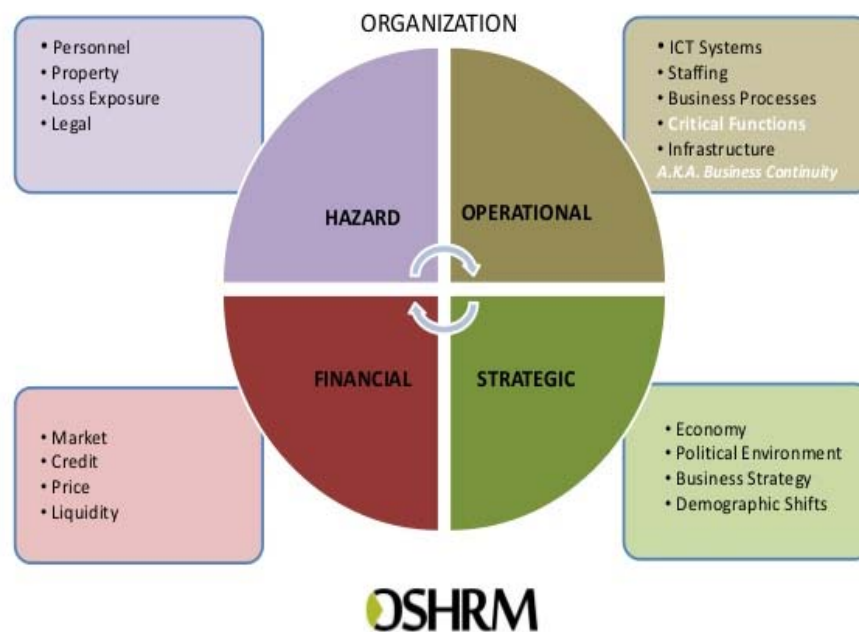 ORGANIZATION
• Personnel
• Property
• Loss Exposure
• Legal
• ICT Systems
• Staffing
• Business Processes
• Critical Functions
• Infrastructure
A.K.A. Business Continuity
HAZARD
OPERATIONAL
FINANCIAL
STRATEGIC
• Market
• Credit
• Price
• Liquidity
• Economy
• Political Environment
• Business Strategy
• Demographic Shifts
OSHRM